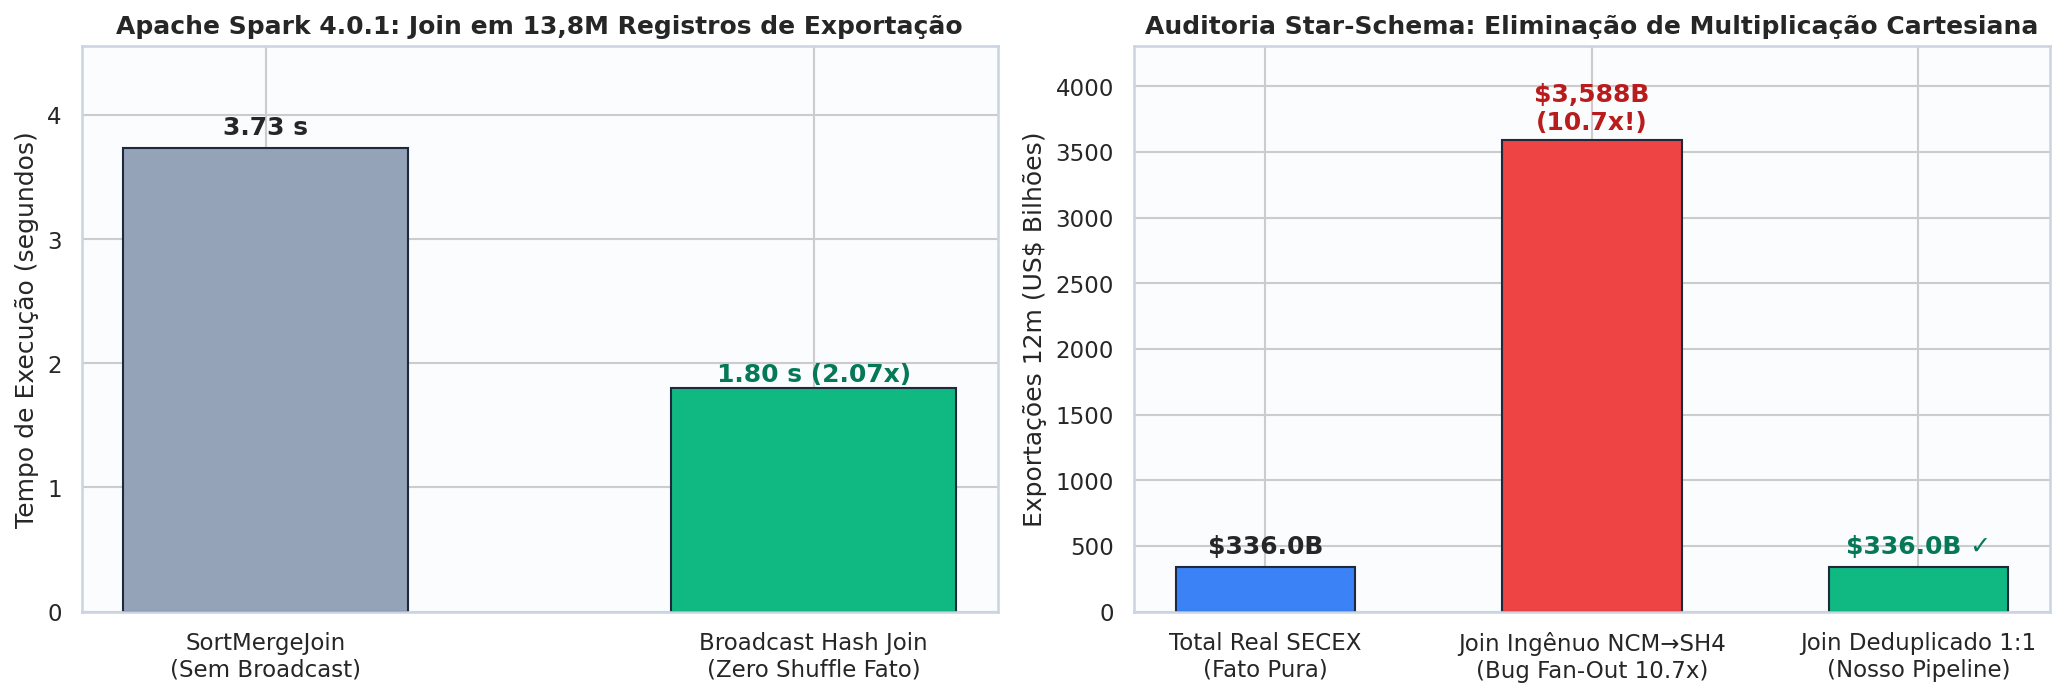 Apache Spark 4.0.1: Join em 13,8M Registros de Exportação
Tempo de Execução (segundos)
4
3
2
1
0
3.73 s
1.80 s (2.07x)
SortMergeJoin
(Sem Broadcast)
Broadcast Hash Join
(Zero Shuffle Fato)
Auditoria Star-Schema: Eliminação de Multiplicação Cartesiana
Exportações 12m (US$ Bilhões)
4000
3500
3000
2500
2000
1500
1000
500
0
$336.0B
$3,588B
(10.7x!)
$336.0B ✓
Total Real SECEX
(Fato Pura)
Join Ingênuo NCM→SH4
(Bug Fan-Out 10.7x)
Join Deduplicado 1:1
(Nosso Pipeline)